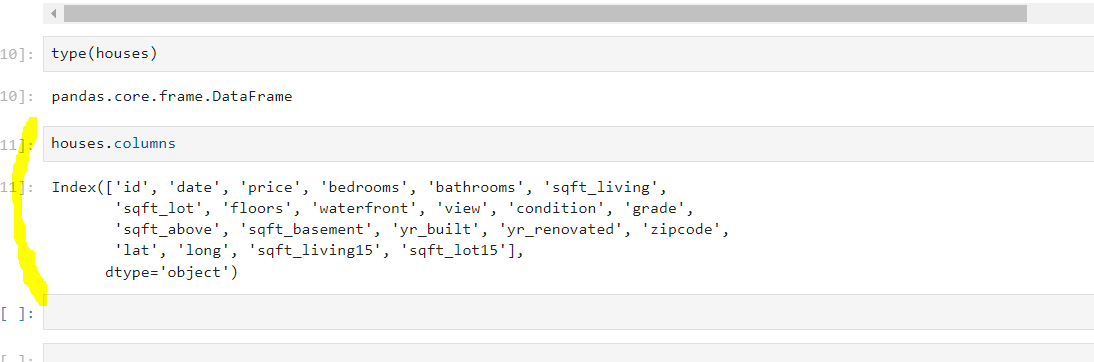 10]: type(houses)
10]: pandas.core.frame.DataFrame
11]: houses.columns
11]: Index(['id', 'date', 'price', 'bedrooms', 'bathrooms', 'sqft_living',
'sqft_lot', 'floors', 'waterfront', 'view', 'condition', 'grade',
'sqft_above', 'sqft_basement', 'yr_built', 'yr_renovated', 'zipcode',
'lat', 'long', 'sqft_living15', 'sqft_lot15'],
dtype='object')
[ ]:
[ ]: